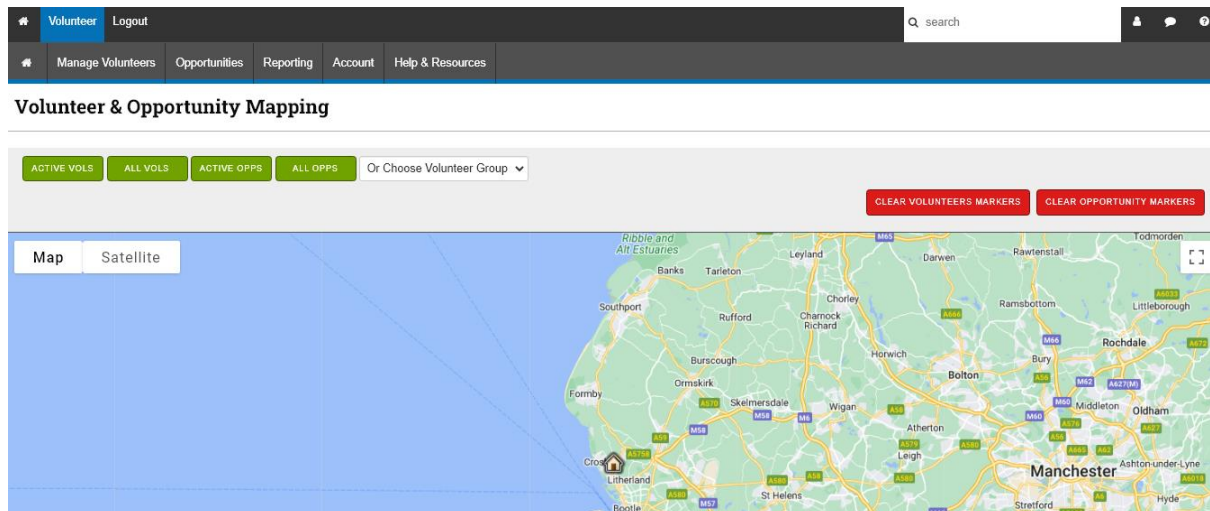 Volunteer Logout search
Manage Volunteers Opportunities Reporting Account Help & Resources
Volunteer & Opportunity Mapping
ACTIVE VOLS ALL VOLS ACTIVE OPPS ALL OPPS Or Choose Volunteer Group
CLEAR VOLUNTEERS MARKERS CLEAR OPPORTUNITY MARKERS
Map Satellite
Ribble and
Alt Estuaries
M65
Todmorden
Leyland
Darwen
Rawtenstall
Banks
Tarleton
Southport
Rufford
Chorley
Charnock
Richard
A666
Ramsbottom
A6033
Littleborough
M66
Rochdale
A672
Burscough
Horwich
Bury
Bolton
Ormskirk
A58
M62
A627(M)
Formby
A570
Skelmersdale
M58
M6
Wigan
A58
M60
Middleton
Oldham
M60
A576
A627
Atherton
M58
A59
A579
A580
A56
A663
A62
Leigh
A5758
Cros
Litherland
A580
A58
A580
Manchester
Ashton-under-Lyne
A6018
A580
M57
St Helens
A6
Hyde
Bootle
Stretford